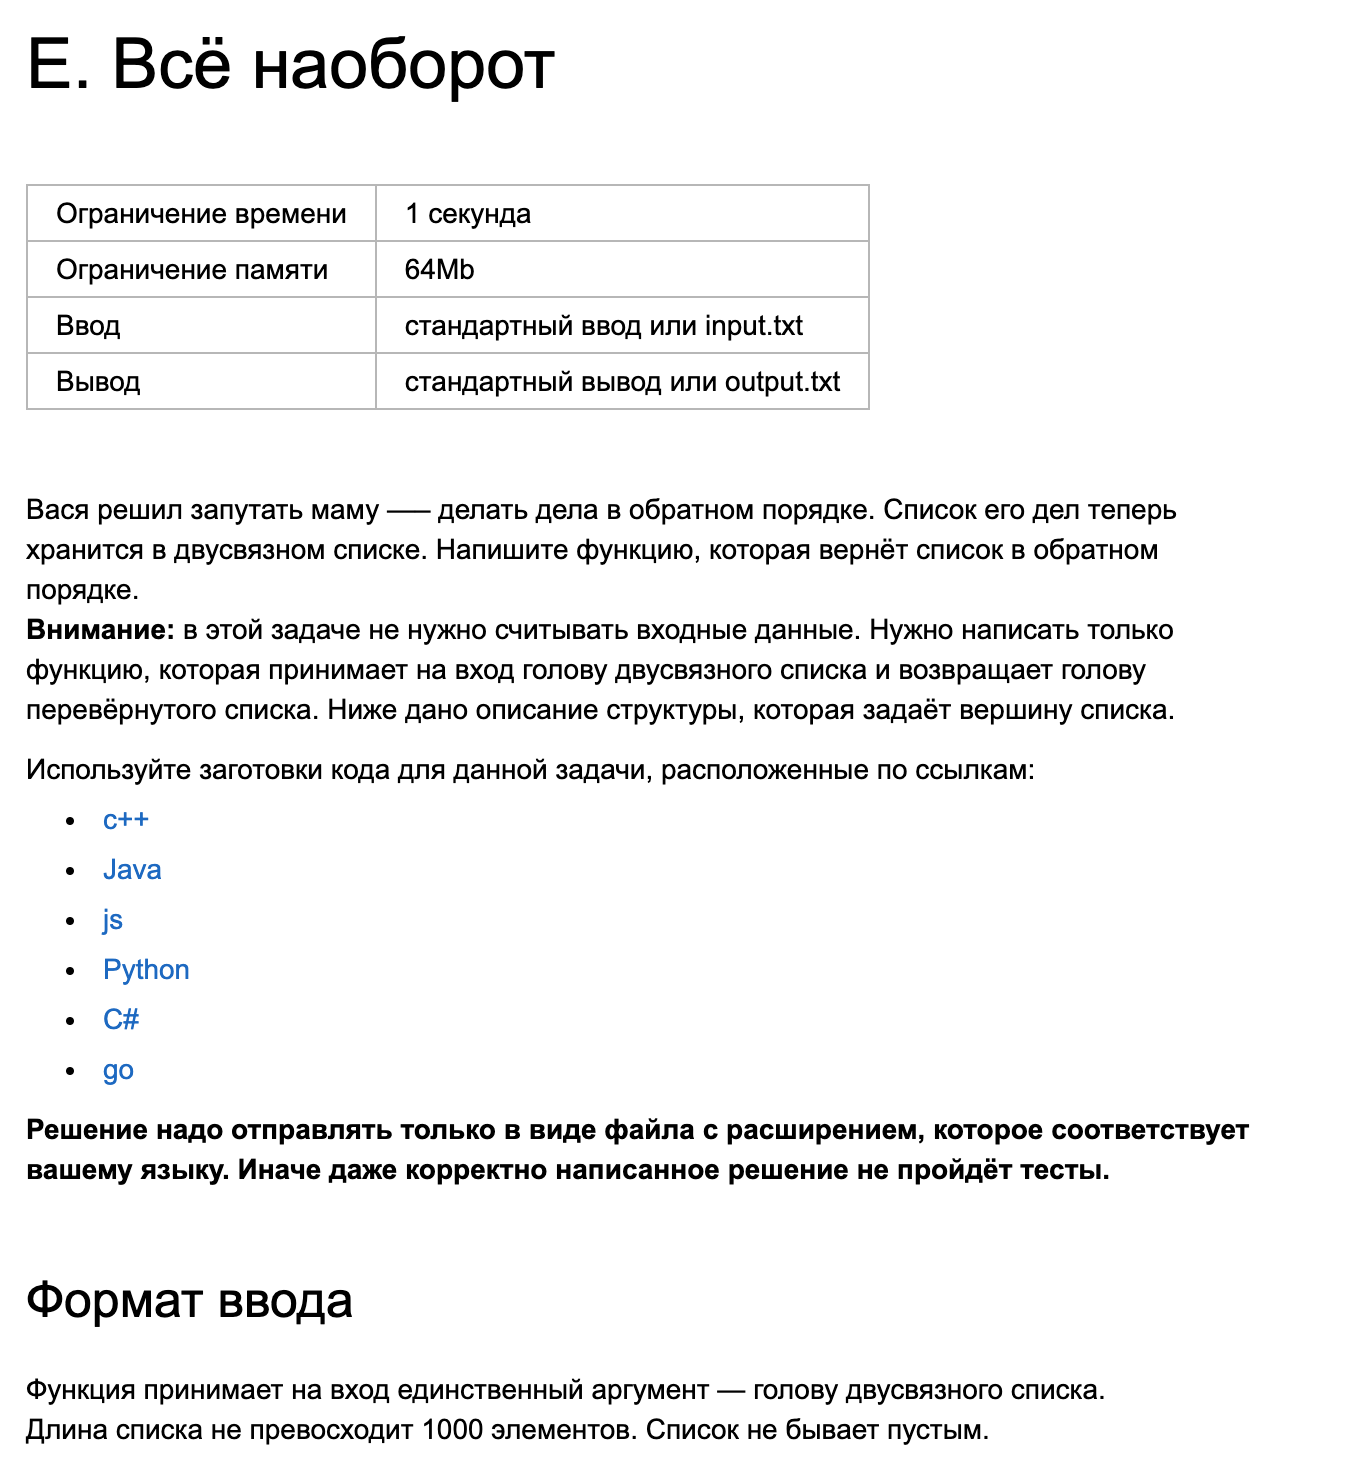 E. Всё наоборот
Ограничение времени 1 секунда
Ограничение памяти 64Mb
Ввод стандартный ввод или input.txt
Вывод стандартный вывод или output.txt
Вася решил запутать маму —– делать дела в обратном порядке. Список его дел теперь
хранится в двусвязном списке. Напишите функцию, которая вернёт список в обратном
порядке.
Внимание: в этой задаче не нужно считывать входные данные. Нужно написать только
функцию, которая принимает на вход голову двусвязного списка и возвращает голову
перевёрнутого списка. Ниже дано описание структуры, которая задаёт вершину списка.
Используйте заготовки кода для данной задачи, расположенные по ссылкам:
• c++
• Java
• js
• Python
• C#
• go
Решение надо отправлять только в виде файла с расширением, которое соответствует
вашему языку. Иначе даже корректно написанное решение не пройдёт тесты.
Формат ввода
Функция принимает на вход единственный аргумент — голову двусвязного списка.
Длина списка не превосходит 1000 элементов. Список не бывает пустым.